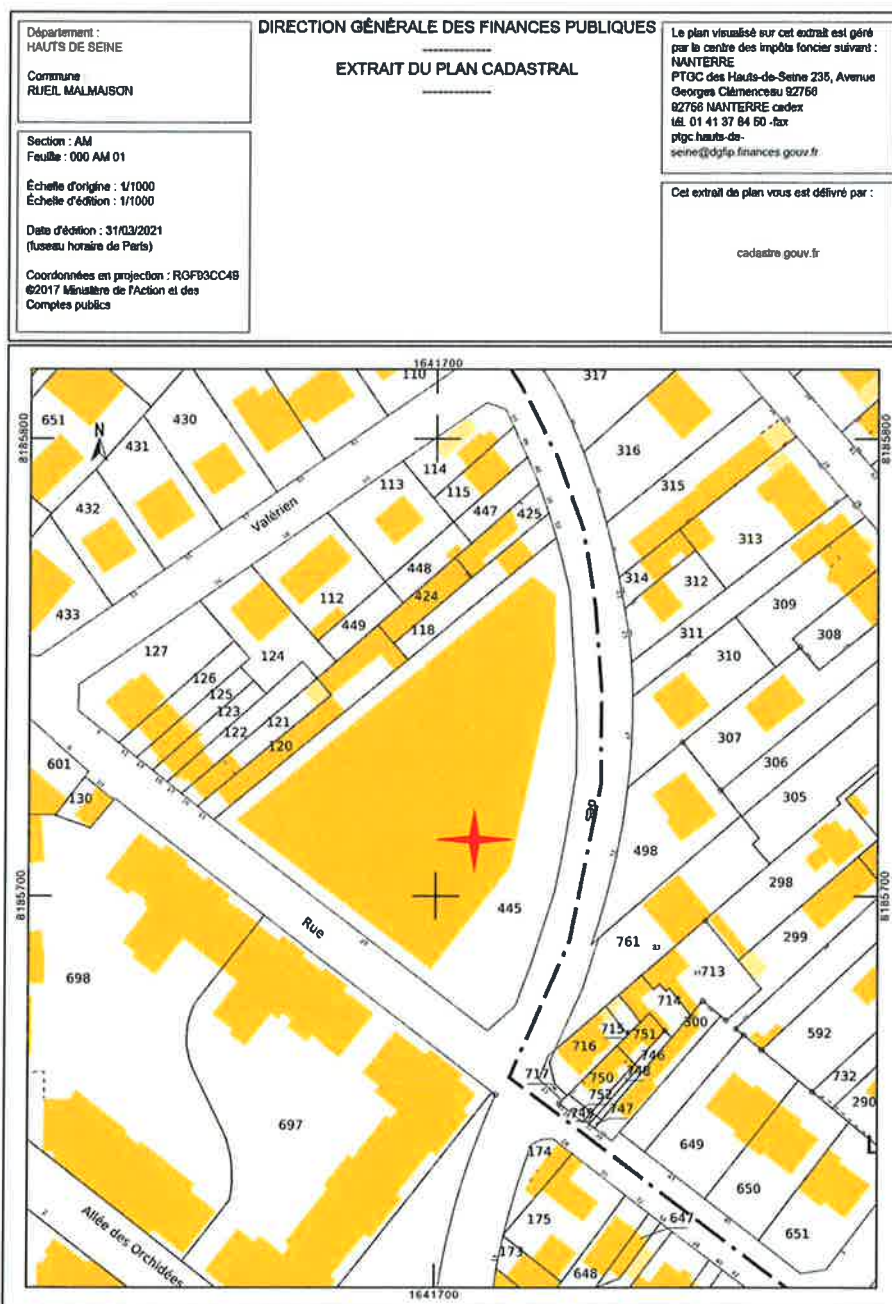 Département :
HAUTS DE SEINE
Commune
RUEIL MALMAISON
Section : AM
Feuille : 000 AM 01
Échelle d'origine : 1/1000
Échelle d'édition : 1/1000
Date d'édition : 31/03/2021
(fuseau horaire de Paris)
Coordonnées en projection : RGF93CC49
©2017 Ministère de l'Action et des
Comptes publics
DIRECTION GÉNÉRALE DES FINANCES PUBLIQUES
-------------
EXTRAIT DU PLAN CADASTRAL
-------------
Le plan visualisé sur cet extrait est géré
par le centre des impôts foncier suivant :
NANTERRE
PTGC des Hauts-de-Seine 235, Avenue
Georges Clémenceau 92756
92756 NANTERRE cedex
tél. 01 41 37 84 50 -fax
ptgc.hauts-de-
seine@dgfip.finances.gouv.fr
Cet extrait de plan vous est délivré par :
cadastre.gouv.fr
1641700
110
317
651
430
431
8185800
N
8185800
316
114
113
115
315
432
Valérien
447
425
313
448
314
312
424
112
433
449
118
309
311
308
127
124
310
126
125
123
121
122
120
307
306
601
305
130
498
298
8185700
8185700
445
Rue
299
761
713
698
714
300
715
751
592
716
746
748
717
750
732
752
290
749
747
697
649
174
650
L
175
647
651
Allée des Orchidées
173
648
1641700